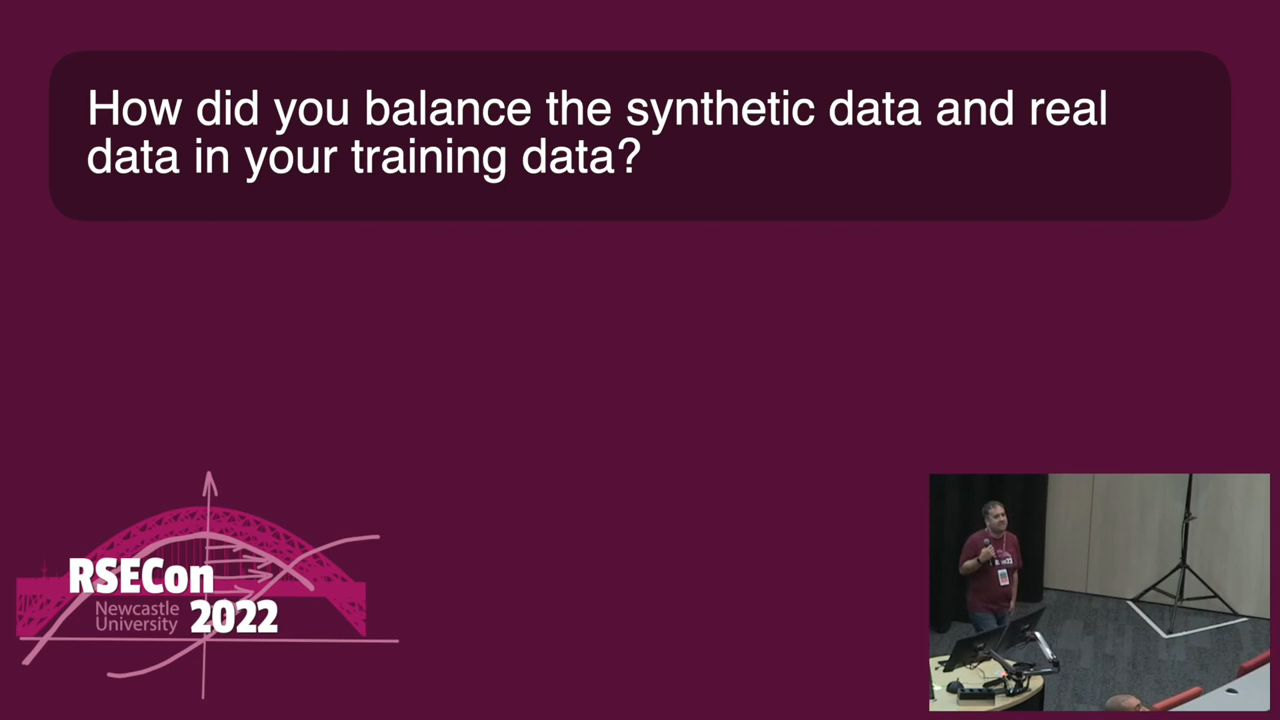 How did you balance the synthetic data and real
data in your training data?
RSECon
Newcastle
University
2022